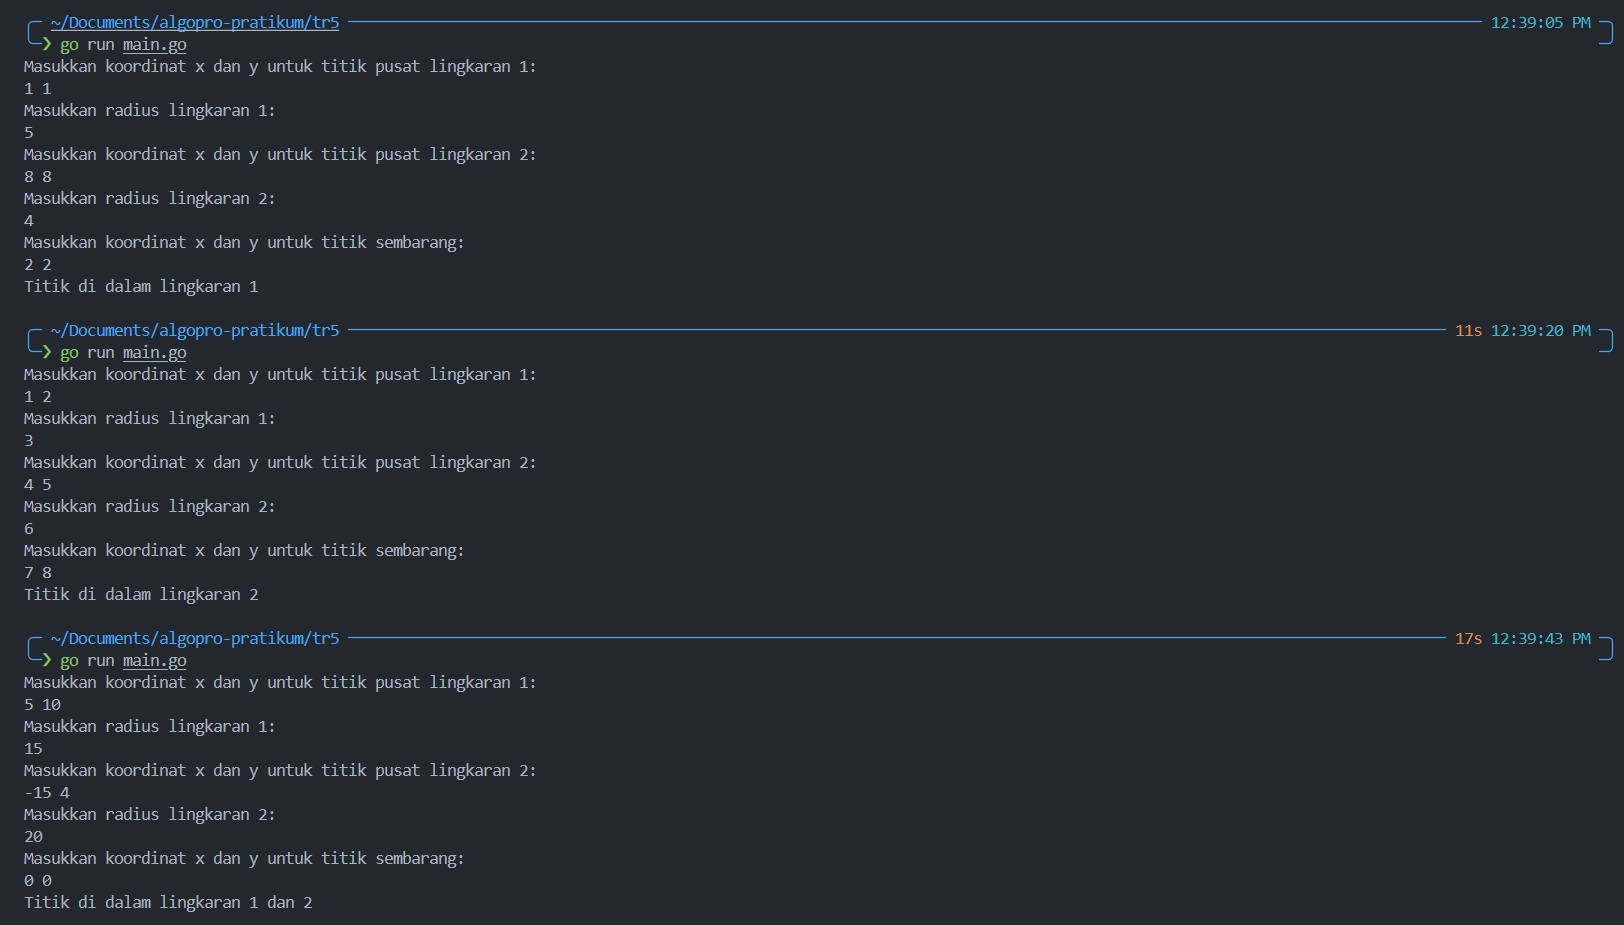 ~/Documents/algopro-pratikum/tr5 12:39:05 PM
❯ go run main.go
Masukkan koordinat x dan y untuk titik pusat lingkaran 1:
1 1
Masukkan radius lingkaran 1:
5
Masukkan koordinat x dan y untuk titik pusat lingkaran 2:
8 8
Masukkan radius lingkaran 2:
4
Masukkan koordinat x dan y untuk titik sembarang:
2 2
Titik di dalam lingkaran 1
~/Documents/algopro-pratikum/tr5 11s 12:39:20 PM
❯ go run main.go
Masukkan koordinat x dan y untuk titik pusat lingkaran 1:
1 2
Masukkan radius lingkaran 1:
3
Masukkan koordinat x dan y untuk titik pusat lingkaran 2:
4 5
Masukkan radius lingkaran 2:
6
Masukkan koordinat x dan y untuk titik sembarang:
7 8
Titik di dalam lingkaran 2
~/Documents/algopro-pratikum/tr5 17s 12:39:43 PM
❯ go run main.go
Masukkan koordinat x dan y untuk titik pusat lingkaran 1:
5 10
Masukkan radius lingkaran 1:
15
Masukkan koordinat x dan y untuk titik pusat lingkaran 2:
-15 4
Masukkan radius lingkaran 2:
20
Masukkan koordinat x dan y untuk titik sembarang:
0 0
Titik di dalam lingkaran 1 dan 2